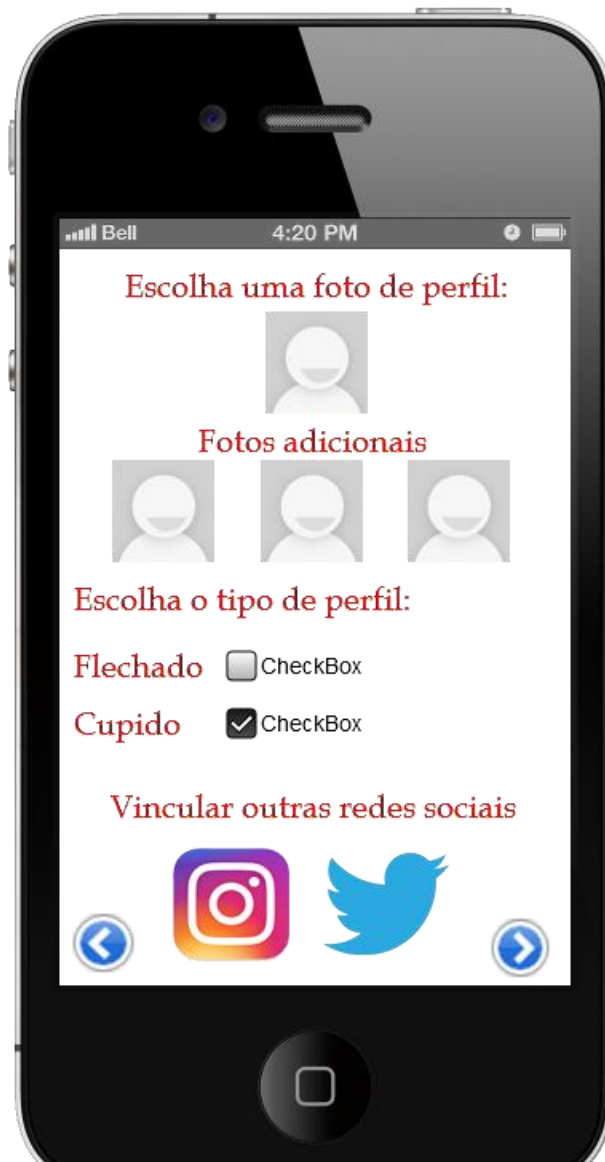 Bell 4:20 PM
Escolha uma foto de perfil:
Fotos adicionais
Escolha o tipo de perfil:
Flechado CheckBox
Cupido CheckBox
Vincular outras redes sociais